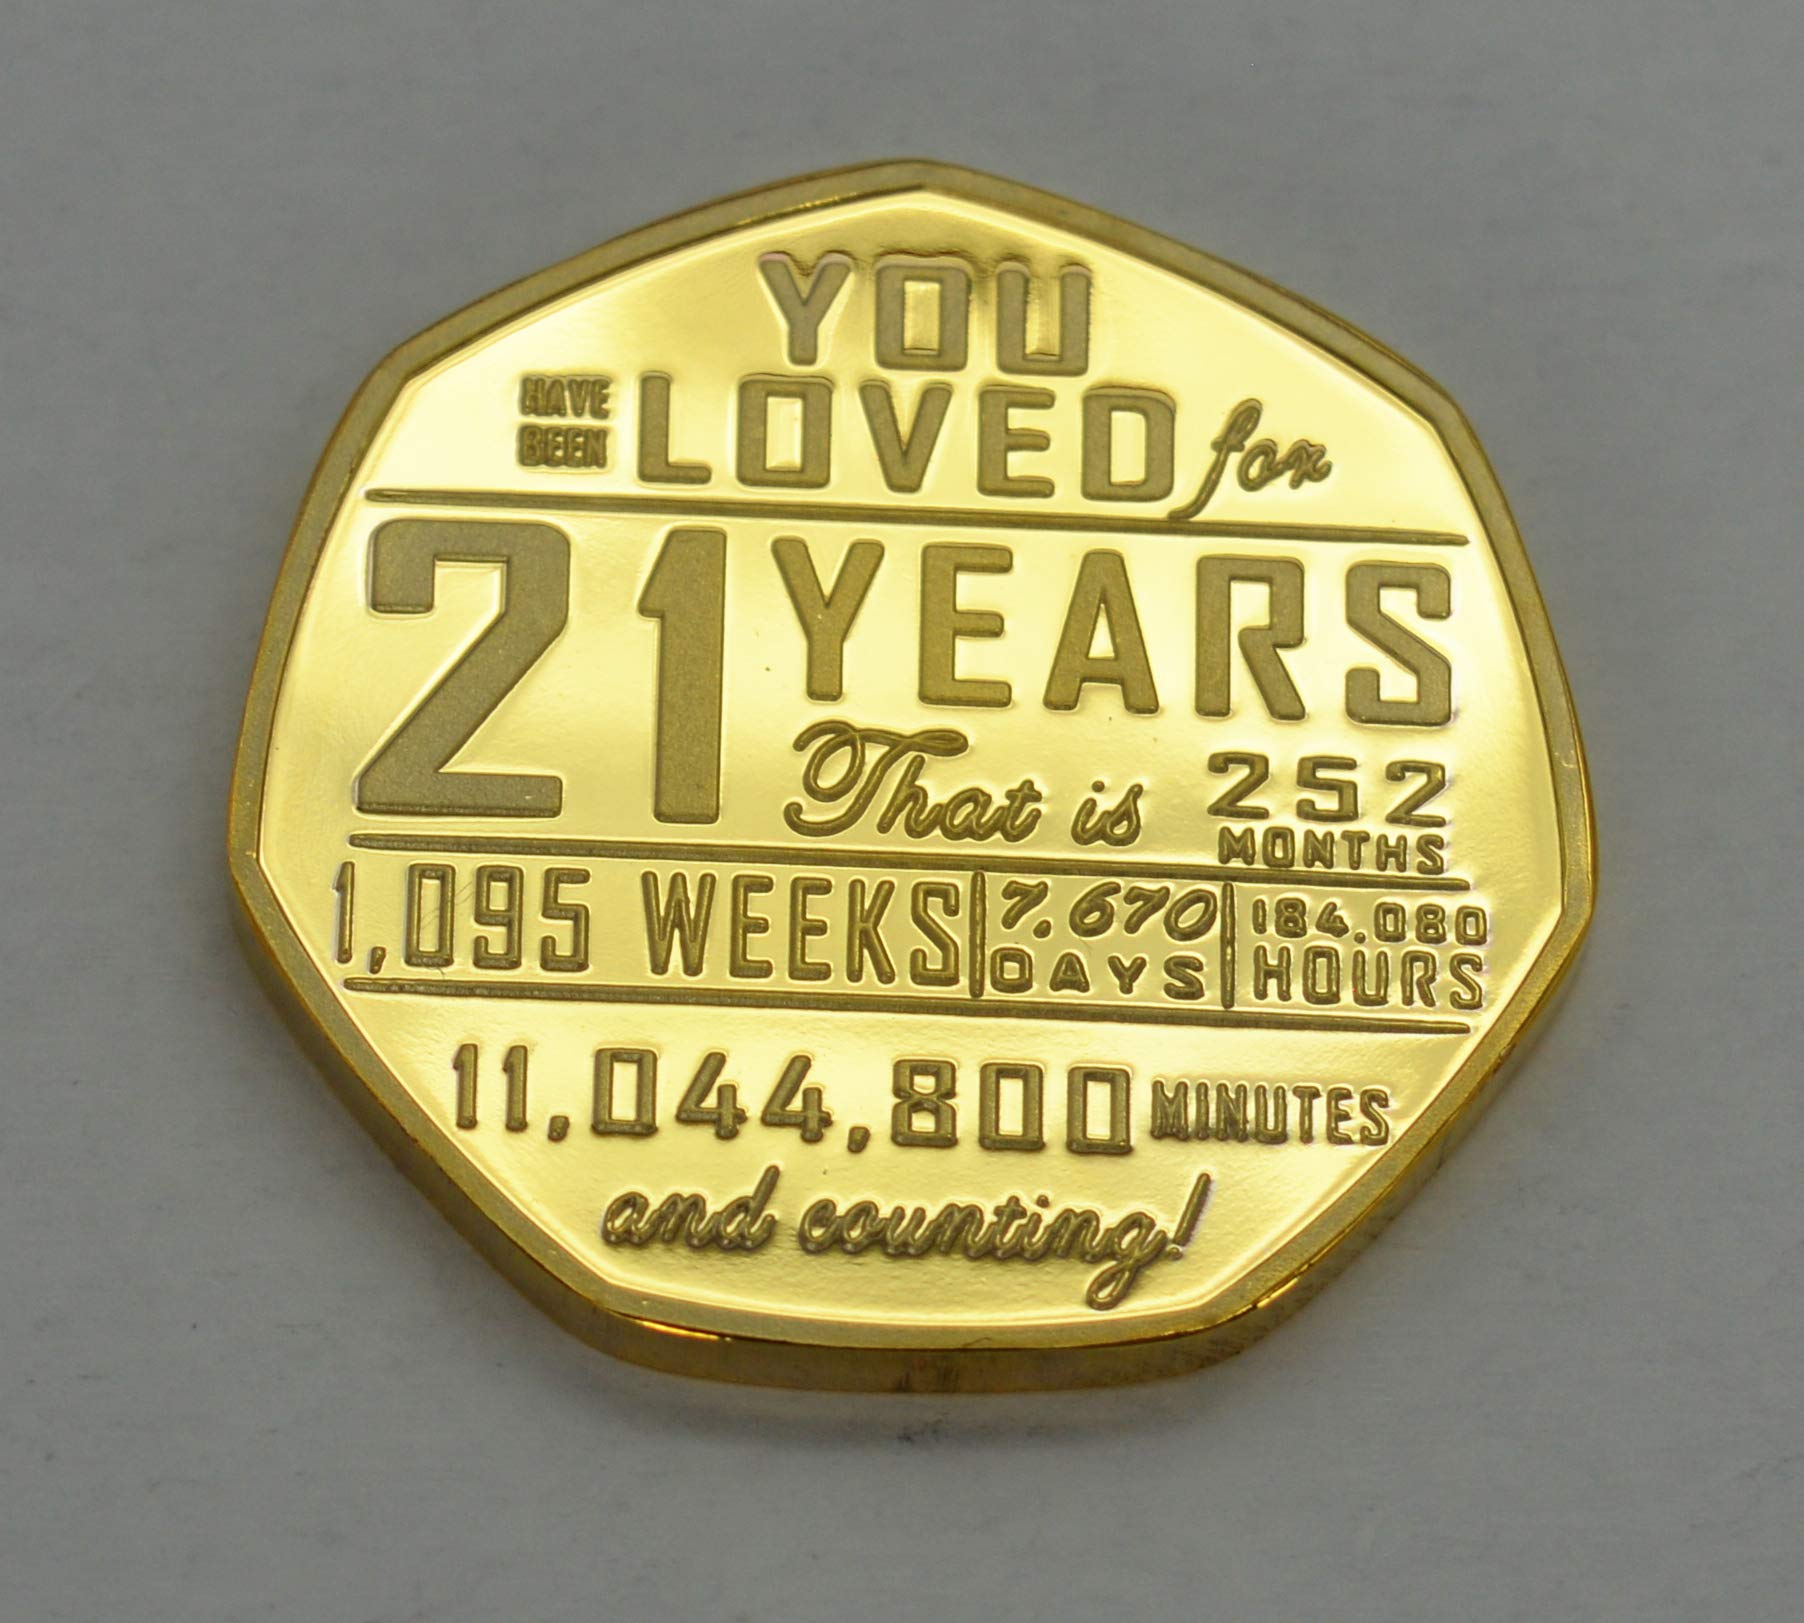 YOU
HAVE BEEN LOVED for
21 YEARS
That is 252 MONTHS
1,095 WEEKS 7.670 DAYS 184.080 HOURS
11,044,800 MINUTES
and counting!